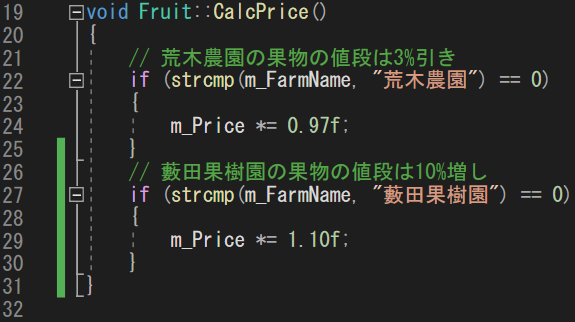 19 void Fruit::CalcPrice()
20 {
21 // 荒木農園の果物の値段は3%引き
22 if (strcmp(m_FarmName, "荒木農園") == 0)
23 {
24 m_Price *= 0.97f;
25 }
26 // 藪田果樹園の果物の値段は10%増し
27 if (strcmp(m_FarmName, "藪田果樹園") == 0)
28 {
29 m_Price *= 1.10f;
30 }
31 }
32